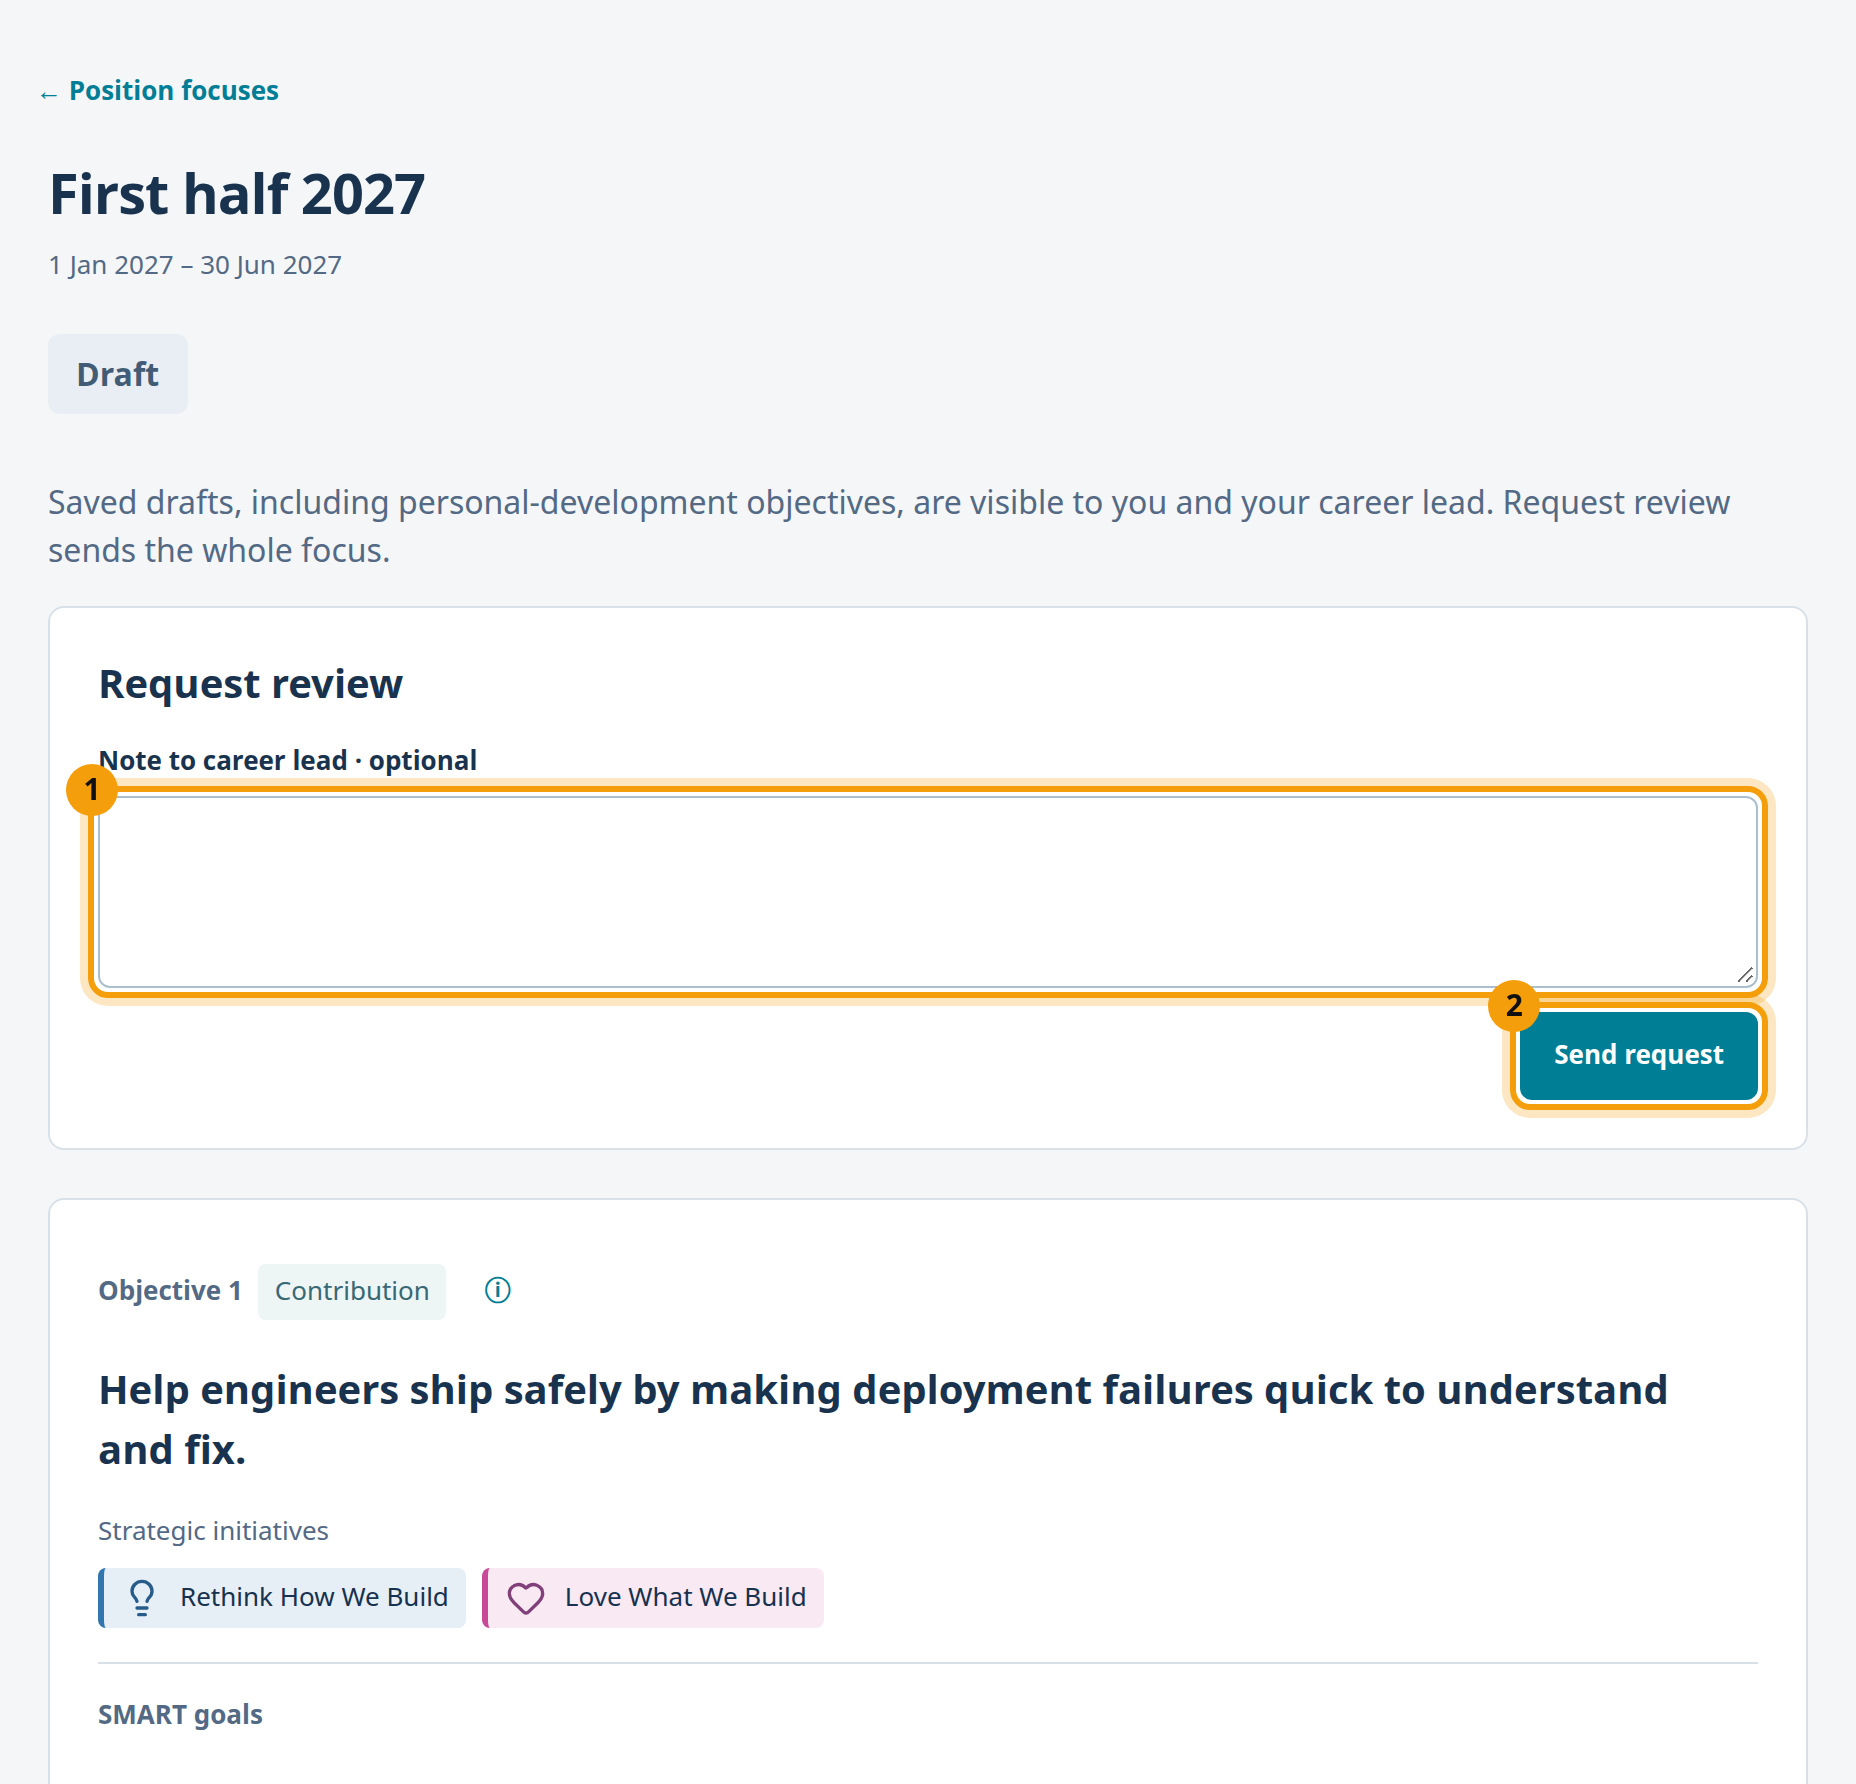 ← Position focuses
First half 2027
1 Jan 2027 – 30 Jun 2027
Draft
Saved drafts, including personal-development objectives, are visible to you and your career lead. Request review
sends the whole focus.
Request review
Note to career lead · optional
1
2
Send request
Objective 1 Contribution ⓘ
Help engineers ship safely by making deployment failures quick to understand
and fix.
Strategic initiatives
Rethink How We Build Love What We Build
SMART goals